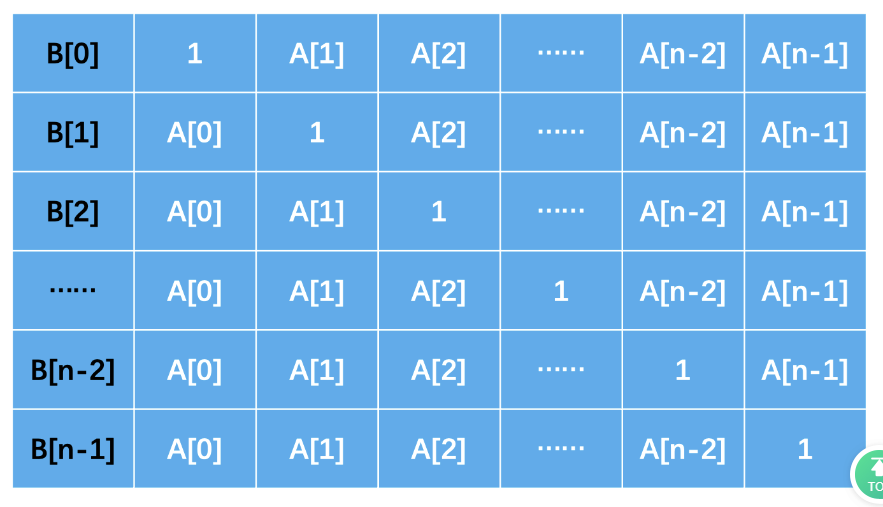 B[0] 1 A[1] A[2] …… A[n-2] A[n-1]
B[1] A[0] 1 A[2] …… A[n-2] A[n-1]
B[2] A[0] A[1] 1 …… A[n-2] A[n-1]
…… A[0] A[1] A[2] 1 A[n-2] A[n-1]
B[n-2] A[0] A[1] A[2] …… 1 A[n-1]
B[n-1] A[0] A[1] A[2] …… A[n-2] 1